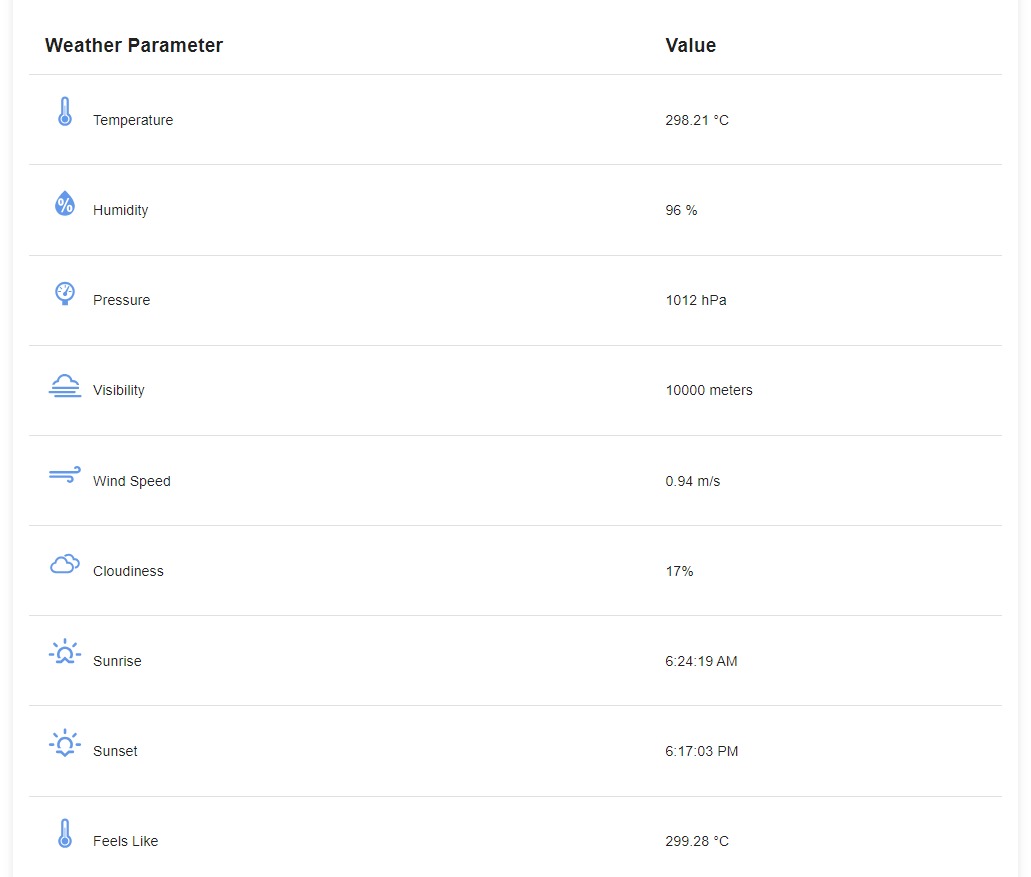 Weather Parameter Value
Temperature 298.21 °C
Humidity 96 %
Pressure 1012 hPa
Visibility 10000 meters
Wind Speed 0.94 m/s
Cloudiness 17%
Sunrise 6:24:19 AM
Sunset 6:17:03 PM
Feels Like 299.28 °C